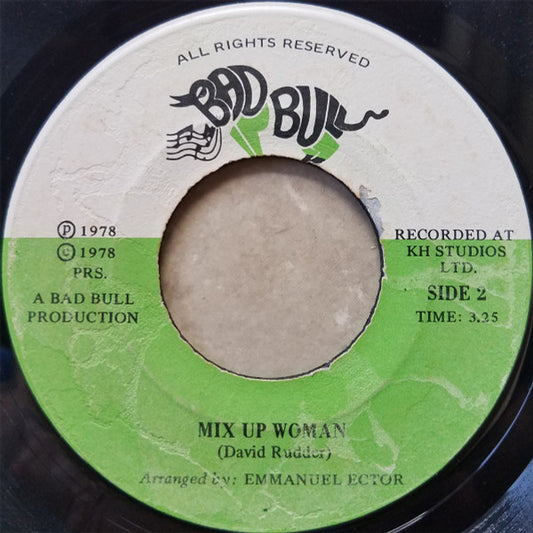 ALL RIGHTS RESERVED
BAD BULL
℗ 1978
© 1978
PRS.
A BAD BULL
PRODUCTION
RECORDED AT
KH STUDIOS
LTD.
SIDE 2
TIME: 3.25
MIX UP WOMAN
(David Rudder)
Arranged by: EMMANUEL ECTOR